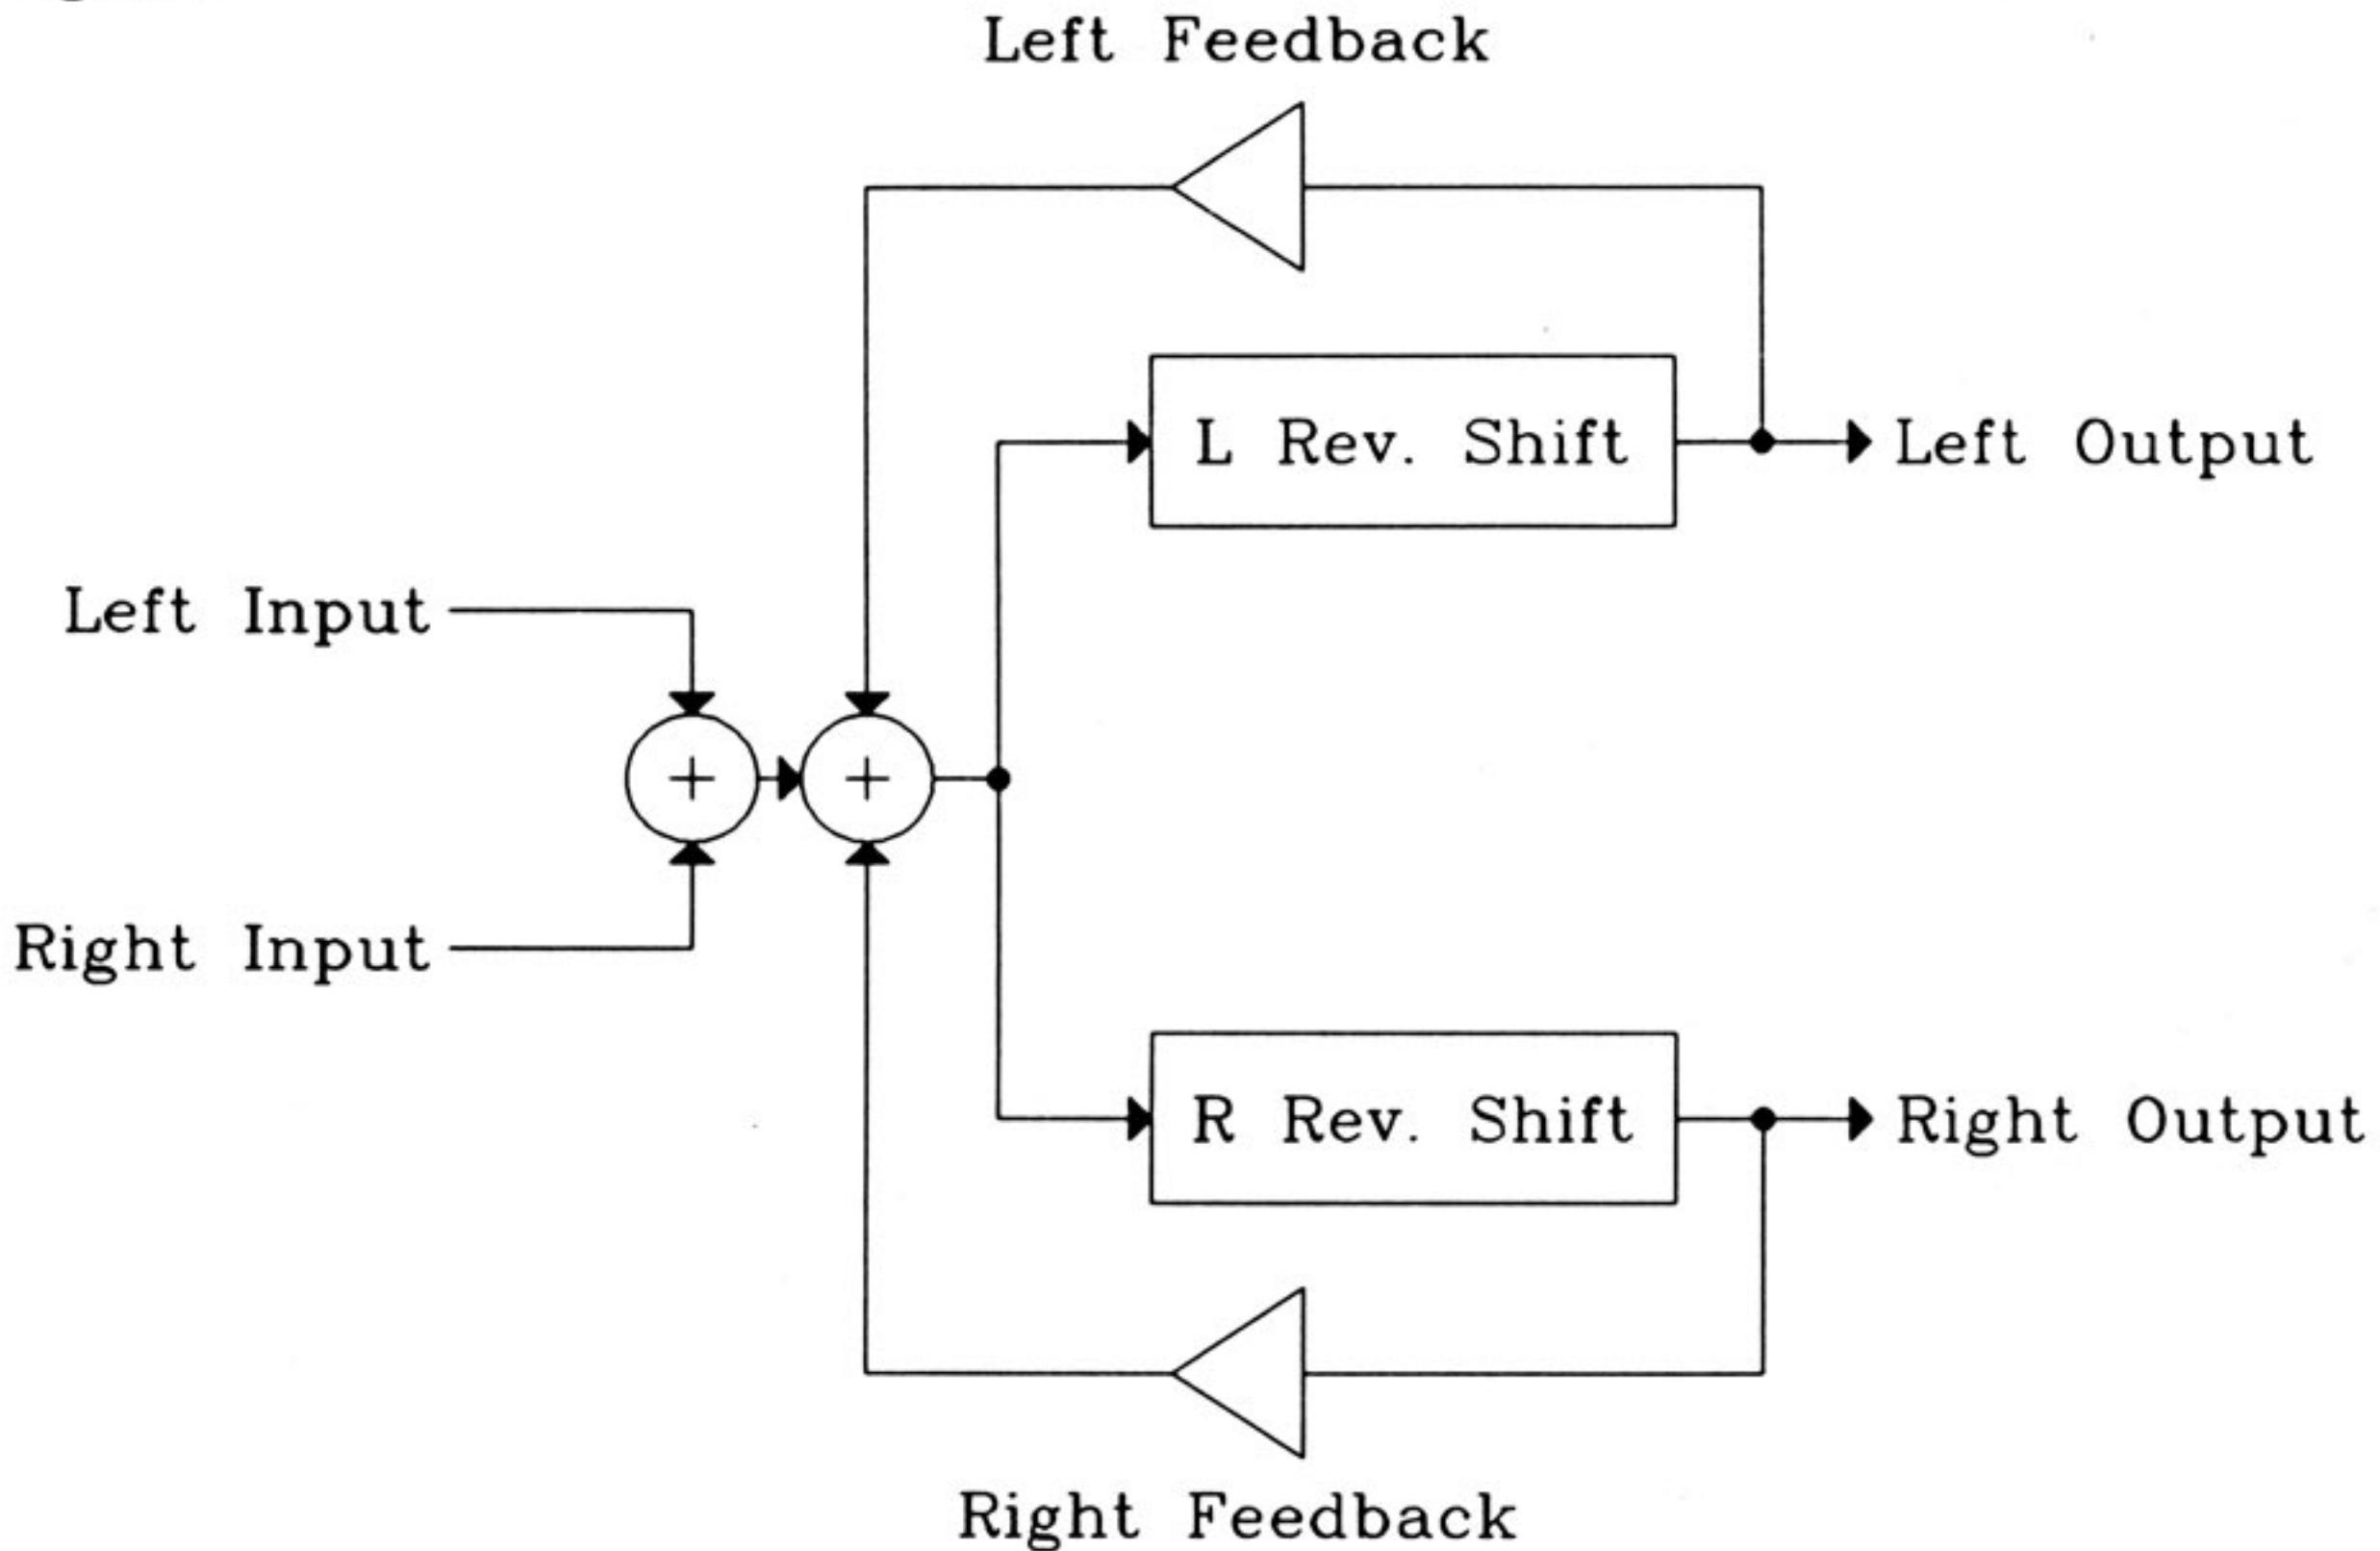 Left Feedback
L Rev. Shift
Left Output
Left Input
+ +
Right Input
R Rev. Shift
Right Output
Right Feedback